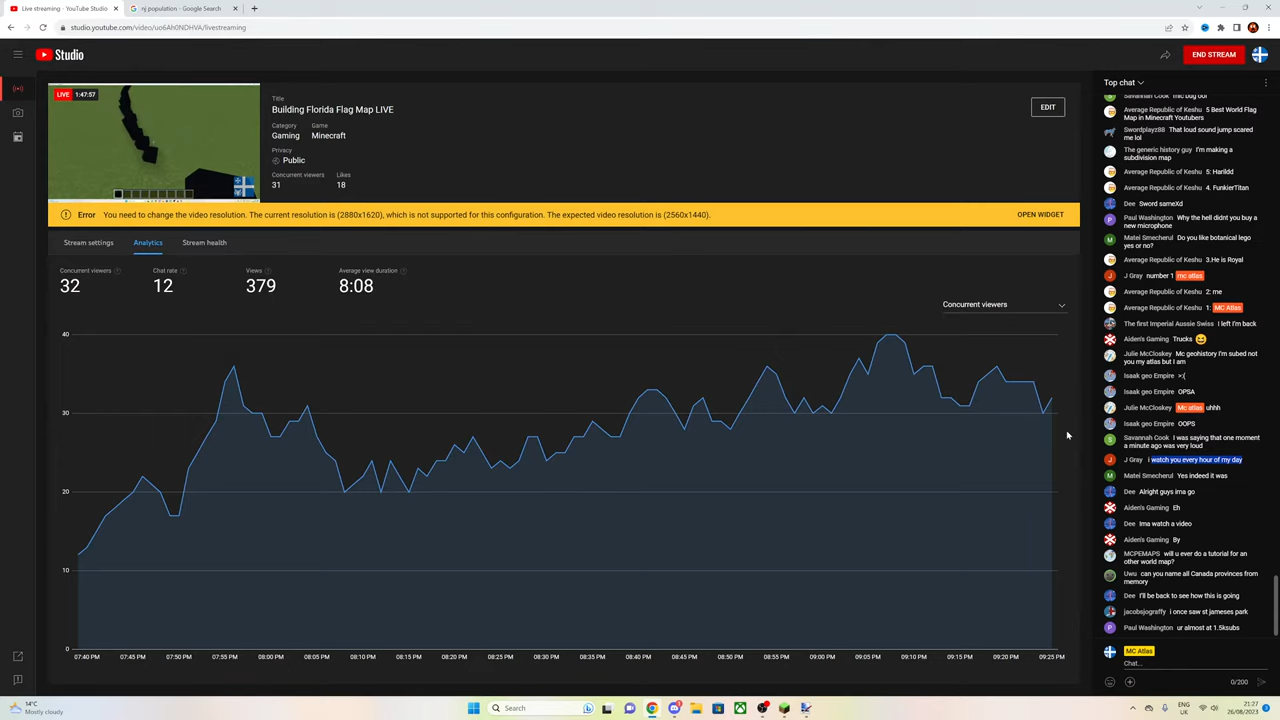 Live streaming - YouTube Studio
nj population - Google Search
studio.youtube.com/video/uo6Ah0NDHVA/livestreaming
Studio
END STREAM
LIVE 1:47:57
Title
Building Florida Flag Map LIVE
Category Game
Gaming Minecraft
Privacy
Public
Concurrent viewers Likes
31 18
EDIT
Error You need to change the video resolution. The current resolution is (2880x1620), which is not supported for this configuration. The expected video resolution is (2560x1440).
OPEN WIDGET
Stream settings Analytics Stream health
Concurrent viewers Chat rate Views Average view duration
32 12 379 8:08
Concurrent viewers
40
30
20
10
0
07:40 PM 07:45 PM 07:50 PM 07:55 PM 08:00 PM 08:05 PM 08:10 PM 08:15 PM 08:20 PM 08:25 PM 08:30 PM 08:35 PM 08:40 PM 08:45 PM 08:50 PM 08:55 PM 09:00 PM 09:05 PM 09:10 PM 09:15 PM 09:20 PM 09:25 PM
Top chat
Savannah Cook mic bug out
Average Republic of Keshu 5 Best World Flag
Map in Minecraft Youtubers
Swordplayz88 That loud sound jump scared
me lol
The generic history guy I'm making a
subdivision map
Average Republic of Keshu 5: Harildd
Average Republic of Keshu 4. FunkierTitan
Dee Sword sameXd
Paul Washington Why the hell didnt you buy a
new microphone
Matei Smecherul Do you like botanical lego
yes or no?
Average Republic of Keshu 3.He is Royal
J Gray number 1 mc atlas
Average Republic of Keshu 2: me
Average Republic of Keshu 1: MC Atlas
The first Imperial Aussie Swiss I left I'm back
Aiden's Gaming Trucks
Julie McCloskey Mc geohistory I'm subed not
you my atlas but I am
Isaak geo Empire >:(
Isaak geo Empire OPSA
Julie McCloskey Mc atlas uhhh
Isaak geo Empire OOPS
Savannah Cook I was saying that one moment
a minute ago was very loud
J Gray i watch you every hour of my day
Matei Smecherul Yes indeed it was
Dee Alright guys ima go
Aiden's Gaming Eh
Dee Ima watch a video
Aiden's Gaming By
MCPEMAPS will u ever do a tutorial for an
other world map?
Uwu can you name all Canada provinces from
memory
Dee I'll be back to see how this is going
jacobsjograffy i once saw st jameses park
Paul Washington ur almost at 1.5ksubs
MC Atlas
Chat...
0/200
14°C
Mostly cloudy
Search
ENG
UK
21:27
26/08/2023